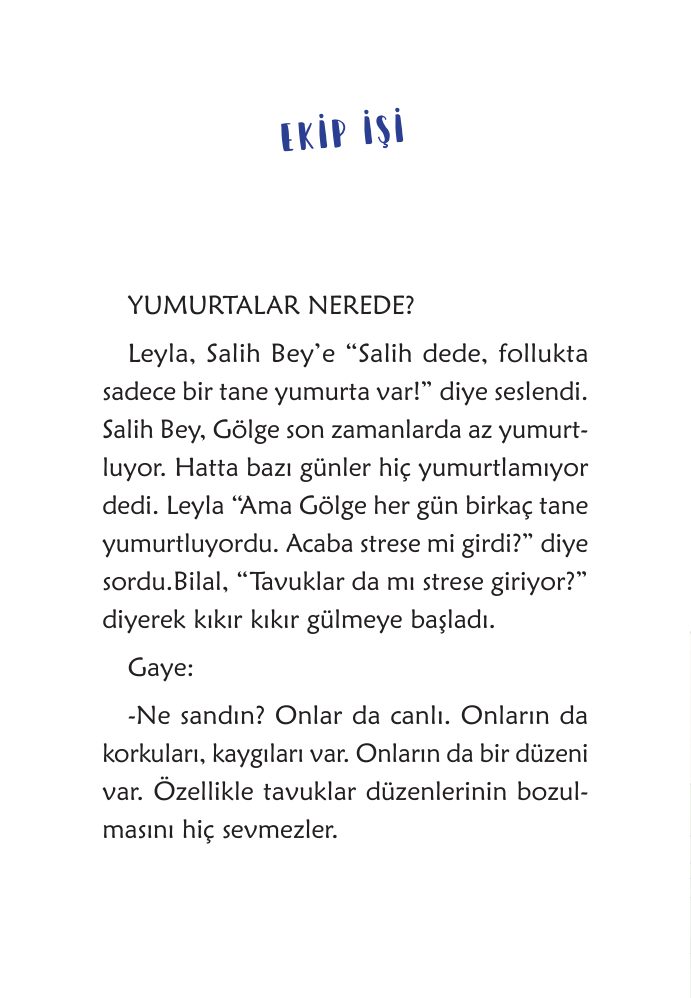 EKİP İŞİ
YUMURTALAR NEREDE?
Leyla, Salih Bey’e “Salih dede, follukta
sadece bir tane yumurta var!” diye seslendi.
Salih Bey, Gölge son zamanlarda az yumurt-
luyor. Hatta bazı günler hiç yumurtlamıyor
dedi. Leyla “Ama Gölge her gün birkaç tane
yumurtluyordu. Acaba strese mi girdi?” diye
sordu.Bilal, “Tavuklar da mı strese giriyor?”
diyerek kıkır kıkır gülmeye başladı.
Gaye:
-Ne sandın? Onlar da canlı. Onların da
korkuları, kaygıları var. Onların da bir düzeni
var. Özellikle tavuklar düzenlerinin bozul-
masını hiç sevmezler.